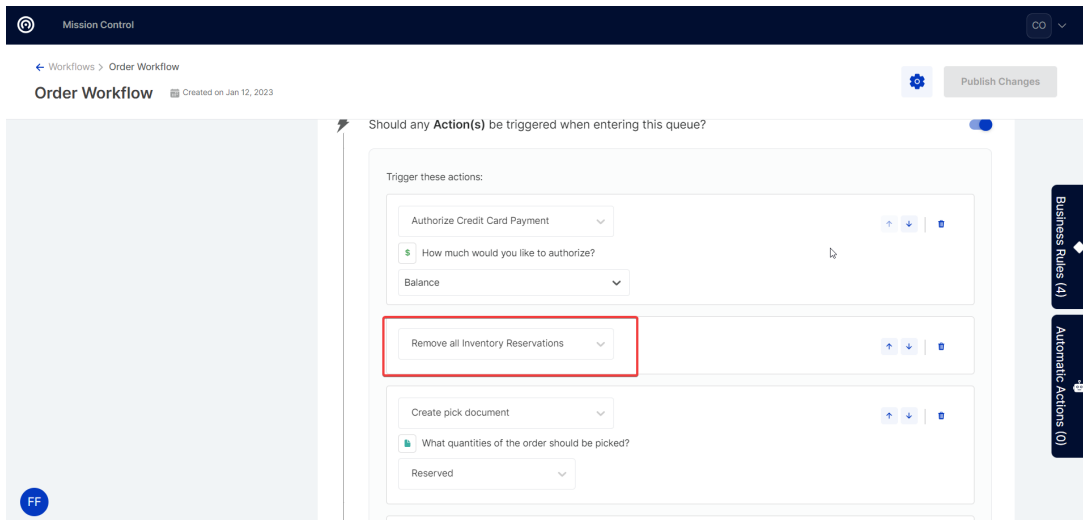 Mission Control
CO
Workflows > Order Workflow
Order Workflow
Created on Jan 12, 2023
Publish Changes
Should any Action(s) be triggered when entering this queue?
Trigger these actions:
Authorize Credit Card Payment
$ How much would you like to authorize?
Balance
Remove all Inventory Reservations
Create pick document
What quantities of the order should be picked?
Reserved
Business Rules (4)
Automatic Actions (0)
FF